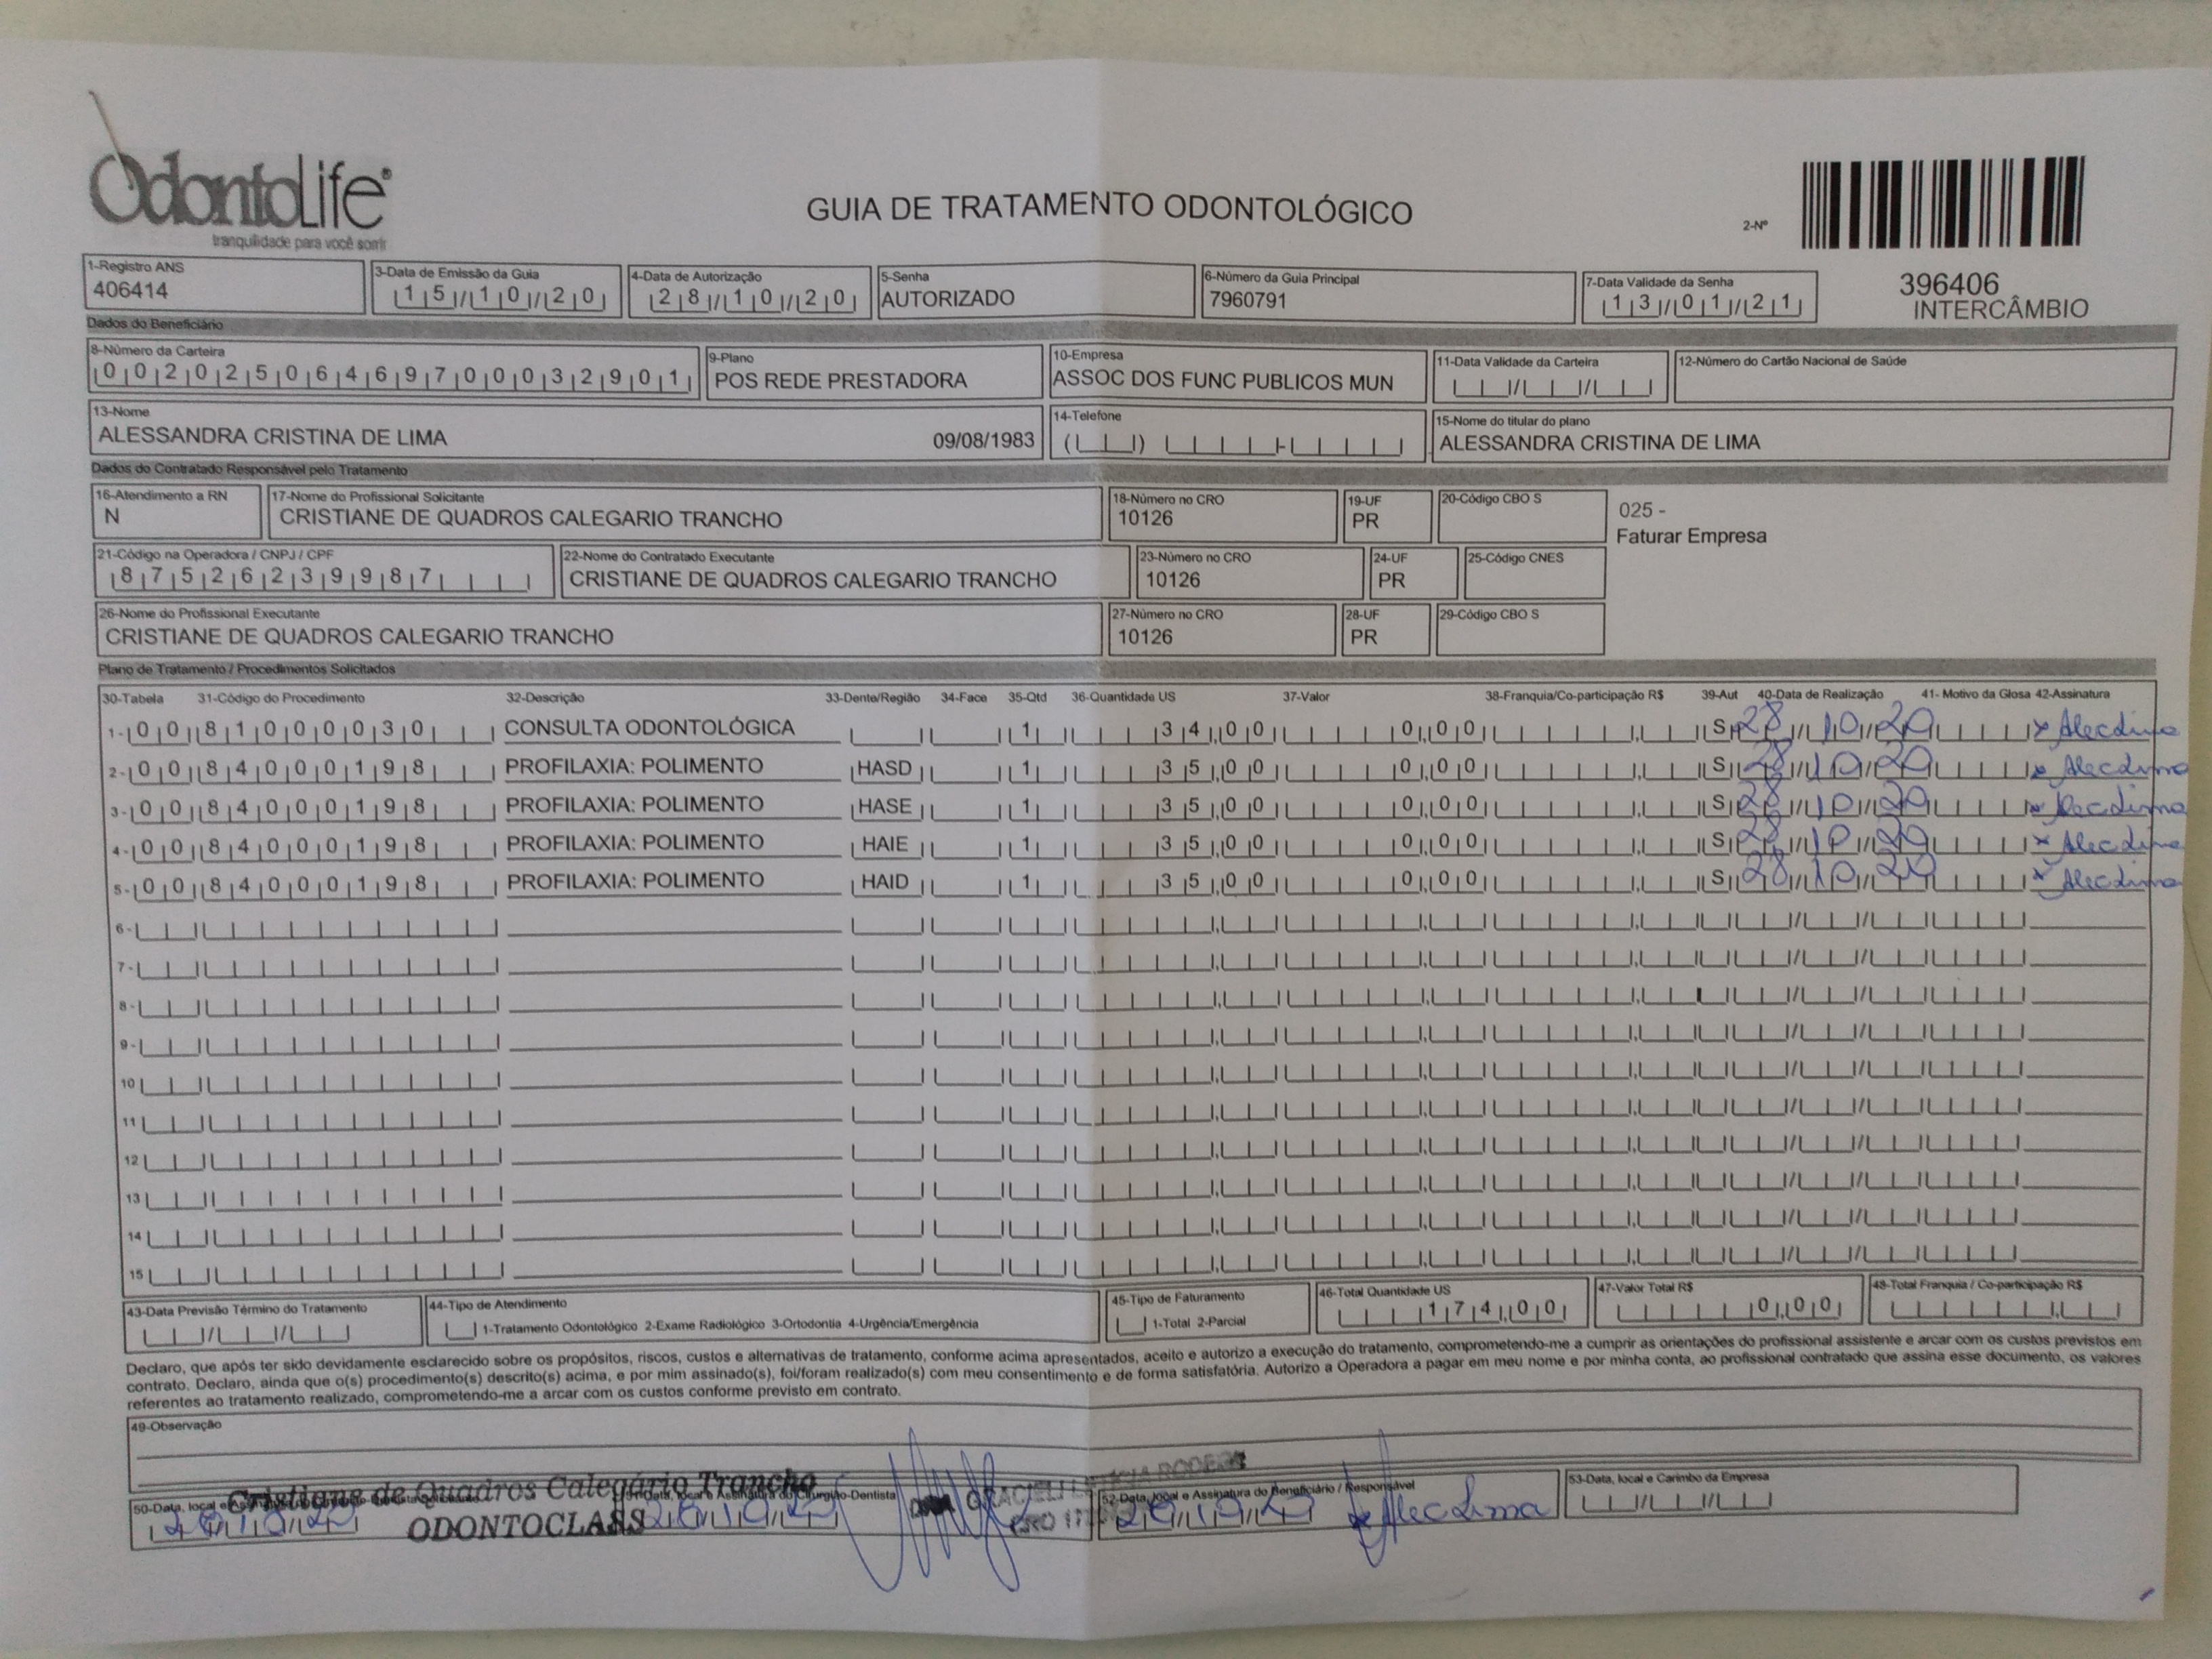 OdontoLife®
tranquilidade para você sorrir
GUIA DE TRATAMENTO ODONTOLÓGICO
2-Nº
396406
INTERCÂMBIO
1-Registro ANS
406414
3-Data de Emissão da Guia
15/10/20
4-Data de Autorização
28/10/20
5-Senha
AUTORIZADO
6-Número da Guia Principal
7960791
7-Data Validade da Senha
13/01/21
Dados do Beneficiário
8-Número da Carteira
00202506469700032901
9-Plano
POS REDE PRESTADORA
10-Empresa
ASSOC DOS FUNC PUBLICOS MUN
11-Data Validade da Carteira
12-Número do Cartão Nacional de Saúde
13-Nome
ALESSANDRA CRISTINA DE LIMA 09/08/1983
14-Telefone
15-Nome do titular do plano
ALESSANDRA CRISTINA DE LIMA
Dados do Contratado Responsável pelo Tratamento
16-Atendimento a RN
N
17-Nome do Profissional Solicitante
CRISTIANE DE QUADROS CALEGARIO TRANCHO
18-Número no CRO
10126
19-UF
PR
20-Código CBO S
025 -
Faturar Empresa
21-Código na Operadora / CNPJ / CPF
87526239987
22-Nome do Contratado Executante
CRISTIANE DE QUADROS CALEGARIO TRANCHO
23-Número no CRO
10126
24-UF
PR
25-Código CNES
26-Nome do Profissional Executante
CRISTIANE DE QUADROS CALEGARIO TRANCHO
27-Número no CRO
10126
28-UF
PR
29-Código CBO S
Plano de Tratamento / Procedimentos Solicitados
30-Tabela 31-Código do Procedimento 32-Descrição 33-Dente/Região 34-Face 35-Qtd 36-Quantidade US 37-Valor 38-Franquia/Co-participação R$ 39-Aut 40-Data de Realização 41- Motivo da Glosa 42-Assinatura
1- 00 81000030 CONSULTA ODONTOLÓGICA 1 34,00 0,00 S 28/10/20 x Alecdima
2- 00 84000198 PROFILAXIA: POLIMENTO HASD 1 35,00 0,00 S 28/10/20 x Alecdima
3- 00 84000198 PROFILAXIA: POLIMENTO HASE 1 35,00 0,00 S 28/10/20 x Alecdima
4- 00 84000198 PROFILAXIA: POLIMENTO HAIE 1 35,00 0,00 S 28/10/20 x Alecdima
5- 00 84000198 PROFILAXIA: POLIMENTO HAID 1 35,00 0,00 S 28/10/20 x Alecdima
6-
7-
8-
9-
10
11
12
13
14
15
43-Data Previsão Término do Tratamento
44-Tipo de Atendimento
1-Tratamento Odontológico 2-Exame Radiológico 3-Ortodontia 4-Urgência/Emergência
45-Tipo de Faturamento
1-Total 2-Parcial
46-Total Quantidade US
174,00
47-Valor Total R$
0,00
48-Total Franquia / Co-participação R$
Declaro, que após ter sido devidamente esclarecido sobre os propósitos, riscos, custos e alternativas de tratamento, conforme acima apresentados, aceito e autorizo a execução do tratamento, comprometendo-me a cumprir as orientações do profissional assistente e arcar com os custos previstos em
contrato. Declaro, ainda que o(s) procedimento(s) descrito(s) acima, e por mim assinado(s), foi/foram realizado(s) com meu consentimento e de forma satisfatória. Autorizo a Operadora a pagar em meu nome e por minha conta, ao profissional contratado que assina esse documento, os valores
referentes ao tratamento realizado, comprometendo-me a arcar com os custos conforme previsto em contrato.
49-Observação
Cristiane de Quadros Calegário Trancho
ODONTOCLASS
50-Data, local e
Cirurgião-Dentista
CRO
52-Data, local e Assinatura do Beneficiário / Responsável
Alecdima
53-Data, local e Carimbo da Empresa